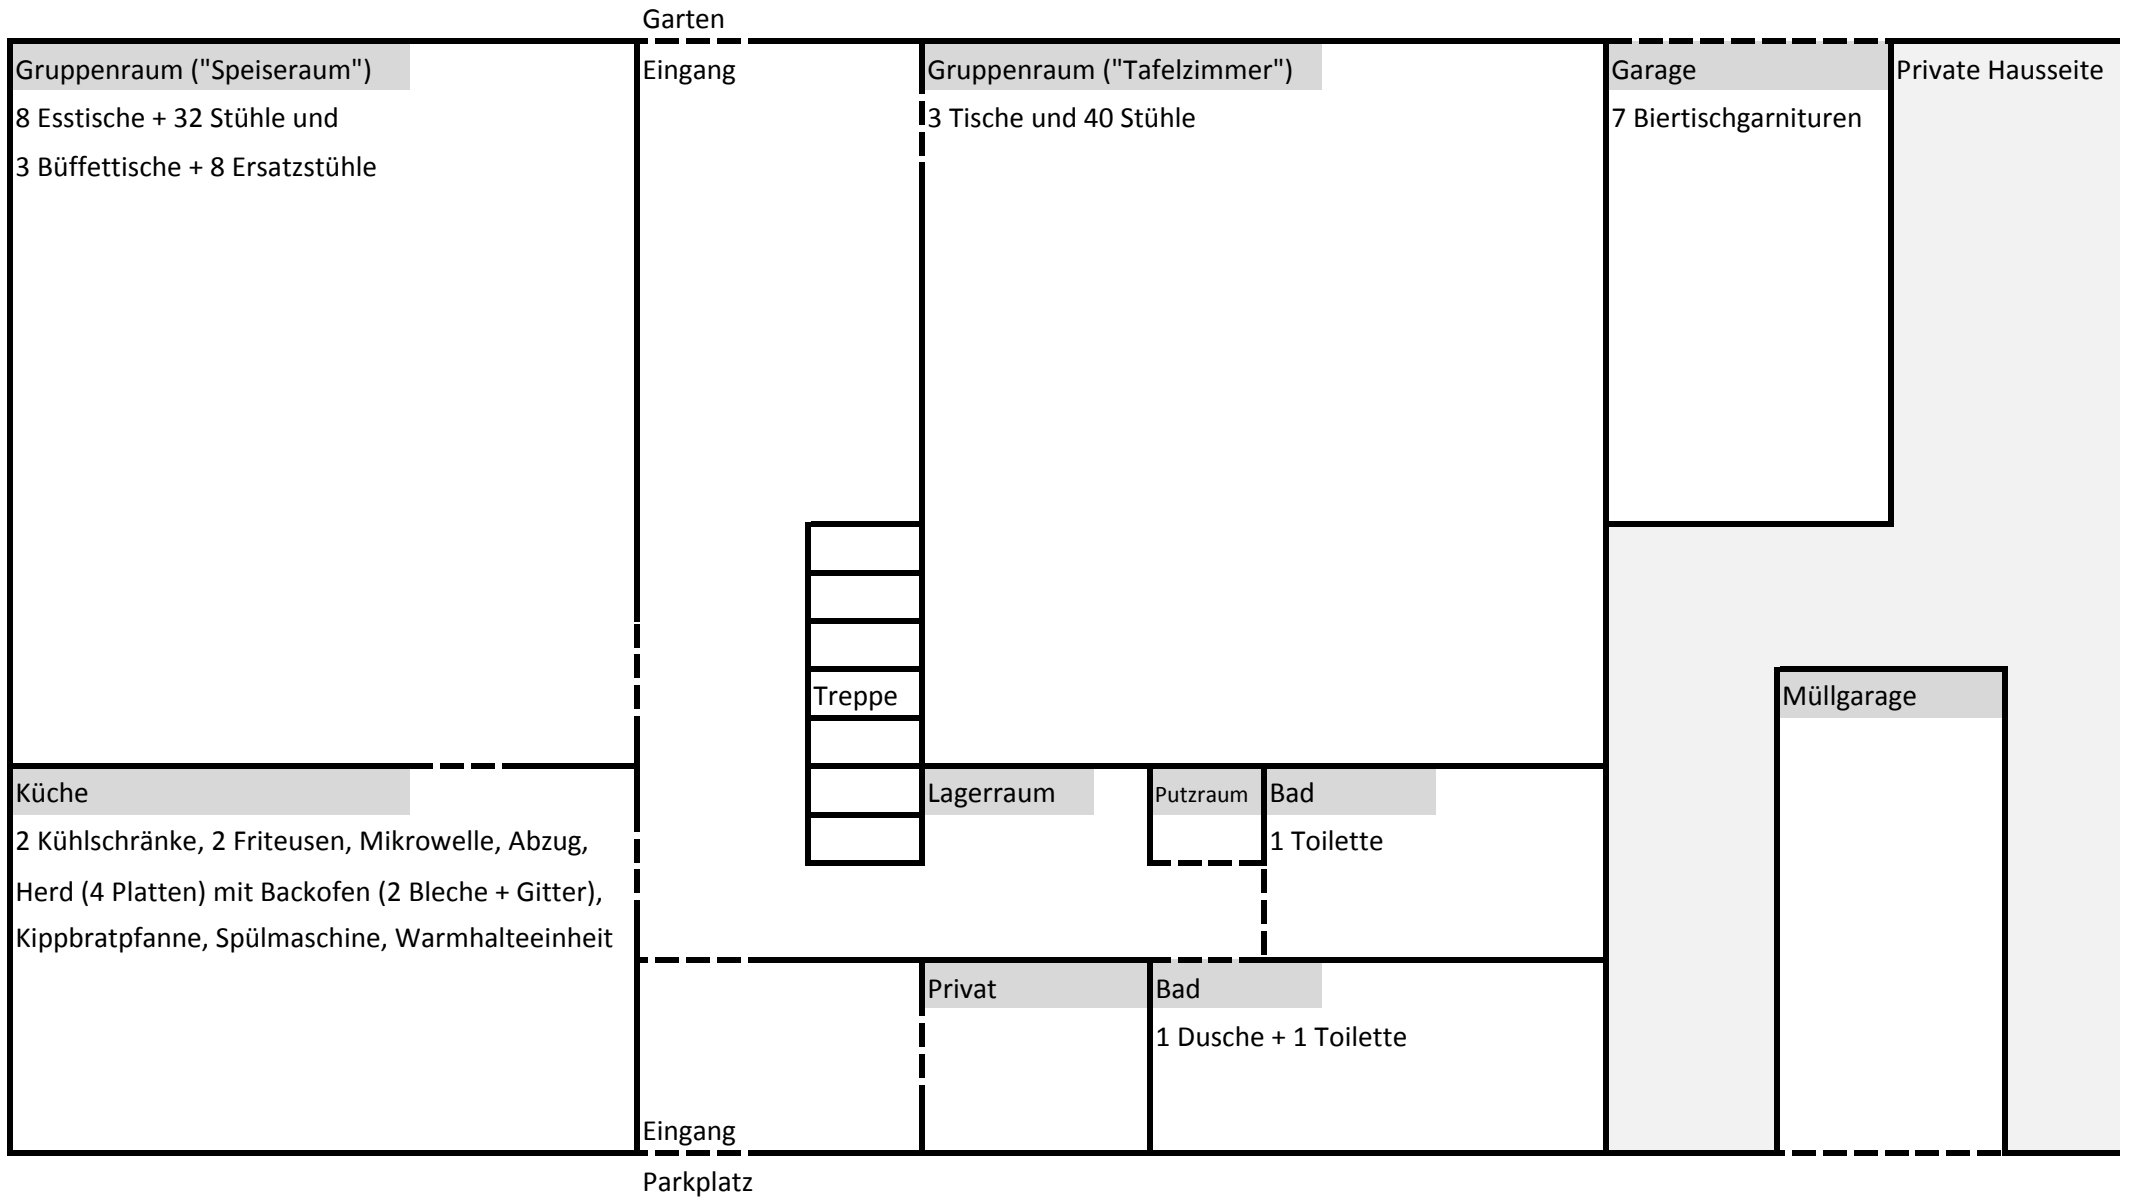 Garten
Gruppenraum ("Speiseraum")
8 Esstische + 32 Stühle und
3 Büffettische + 8 Ersatzstühle
Eingang
Gruppenraum ("Tafelzimmer")
3 Tische und 40 Stühle
Garage
7 Biertischgarnituren
Private Hausseite
Treppe
Müllgarage
Küche
2 Kühlschränke, 2 Friteusen, Mikrowelle, Abzug,
Herd (4 Platten) mit Backofen (2 Bleche + Gitter),
Kippbratpfanne, Spülmaschine, Warmhalteeinheit
Lagerraum
Putzraum
Bad
1 Toilette
Privat
Bad
1 Dusche + 1 Toilette
Eingang
Parkplatz